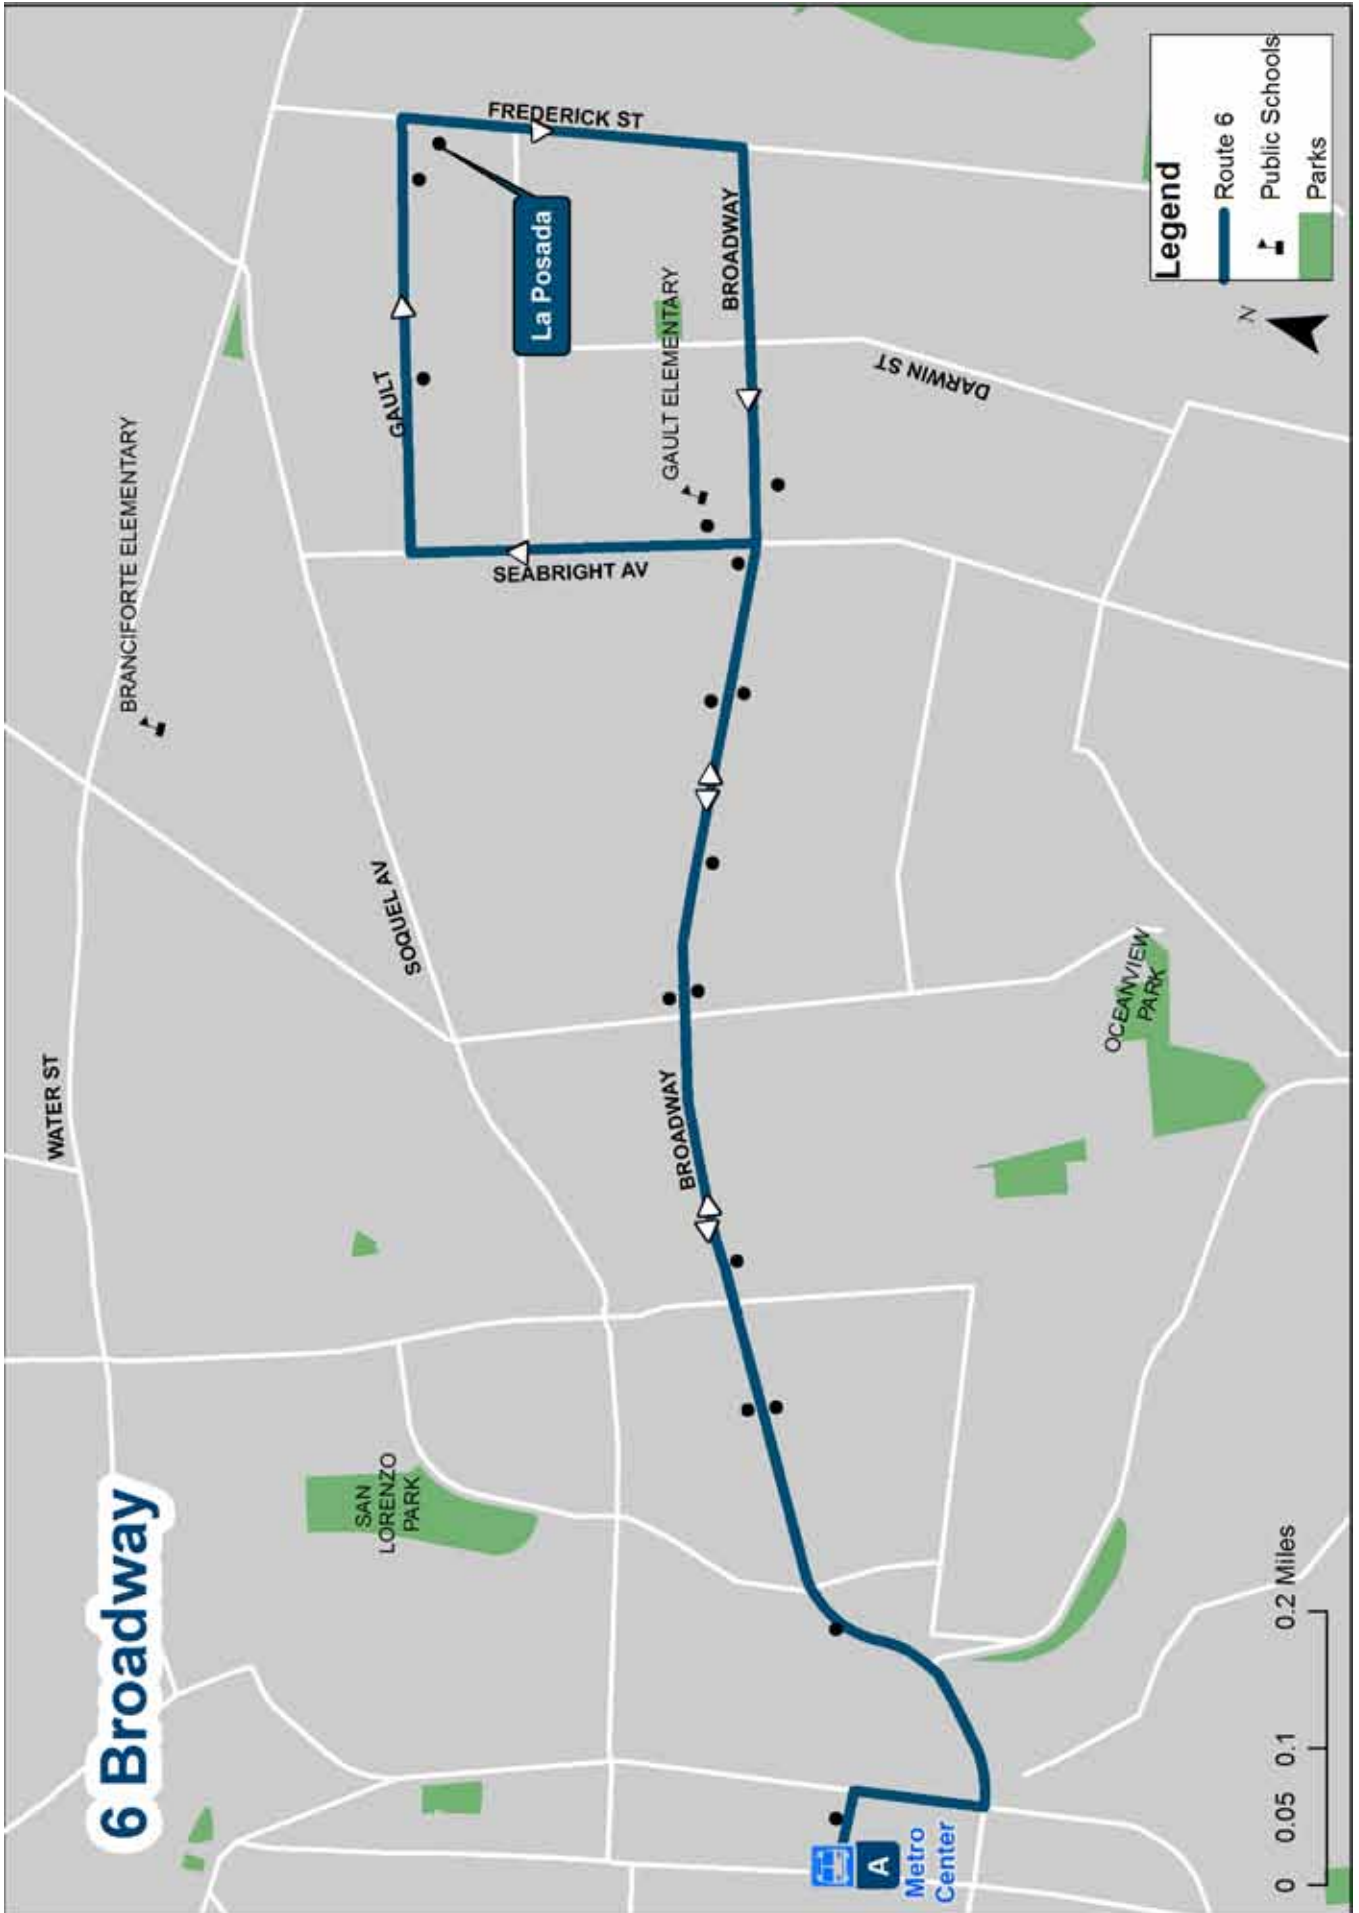 6 Broadway
WATER ST
BRANCIFORTE ELEMENTARY
SOQUEL AV
SAN
LORENZO
PARK
GAULT
FREDERICK ST
La Posada
SEABRIGHT AV
GAULT ELEMENTARY
BROADWAY
BROADWAY
DARWIN ST
OCEANVIEW
PARK
A
Metro
Center
N
Legend
Route 6
Public Schools
Parks
0
0.05
0.1
0.2 Miles